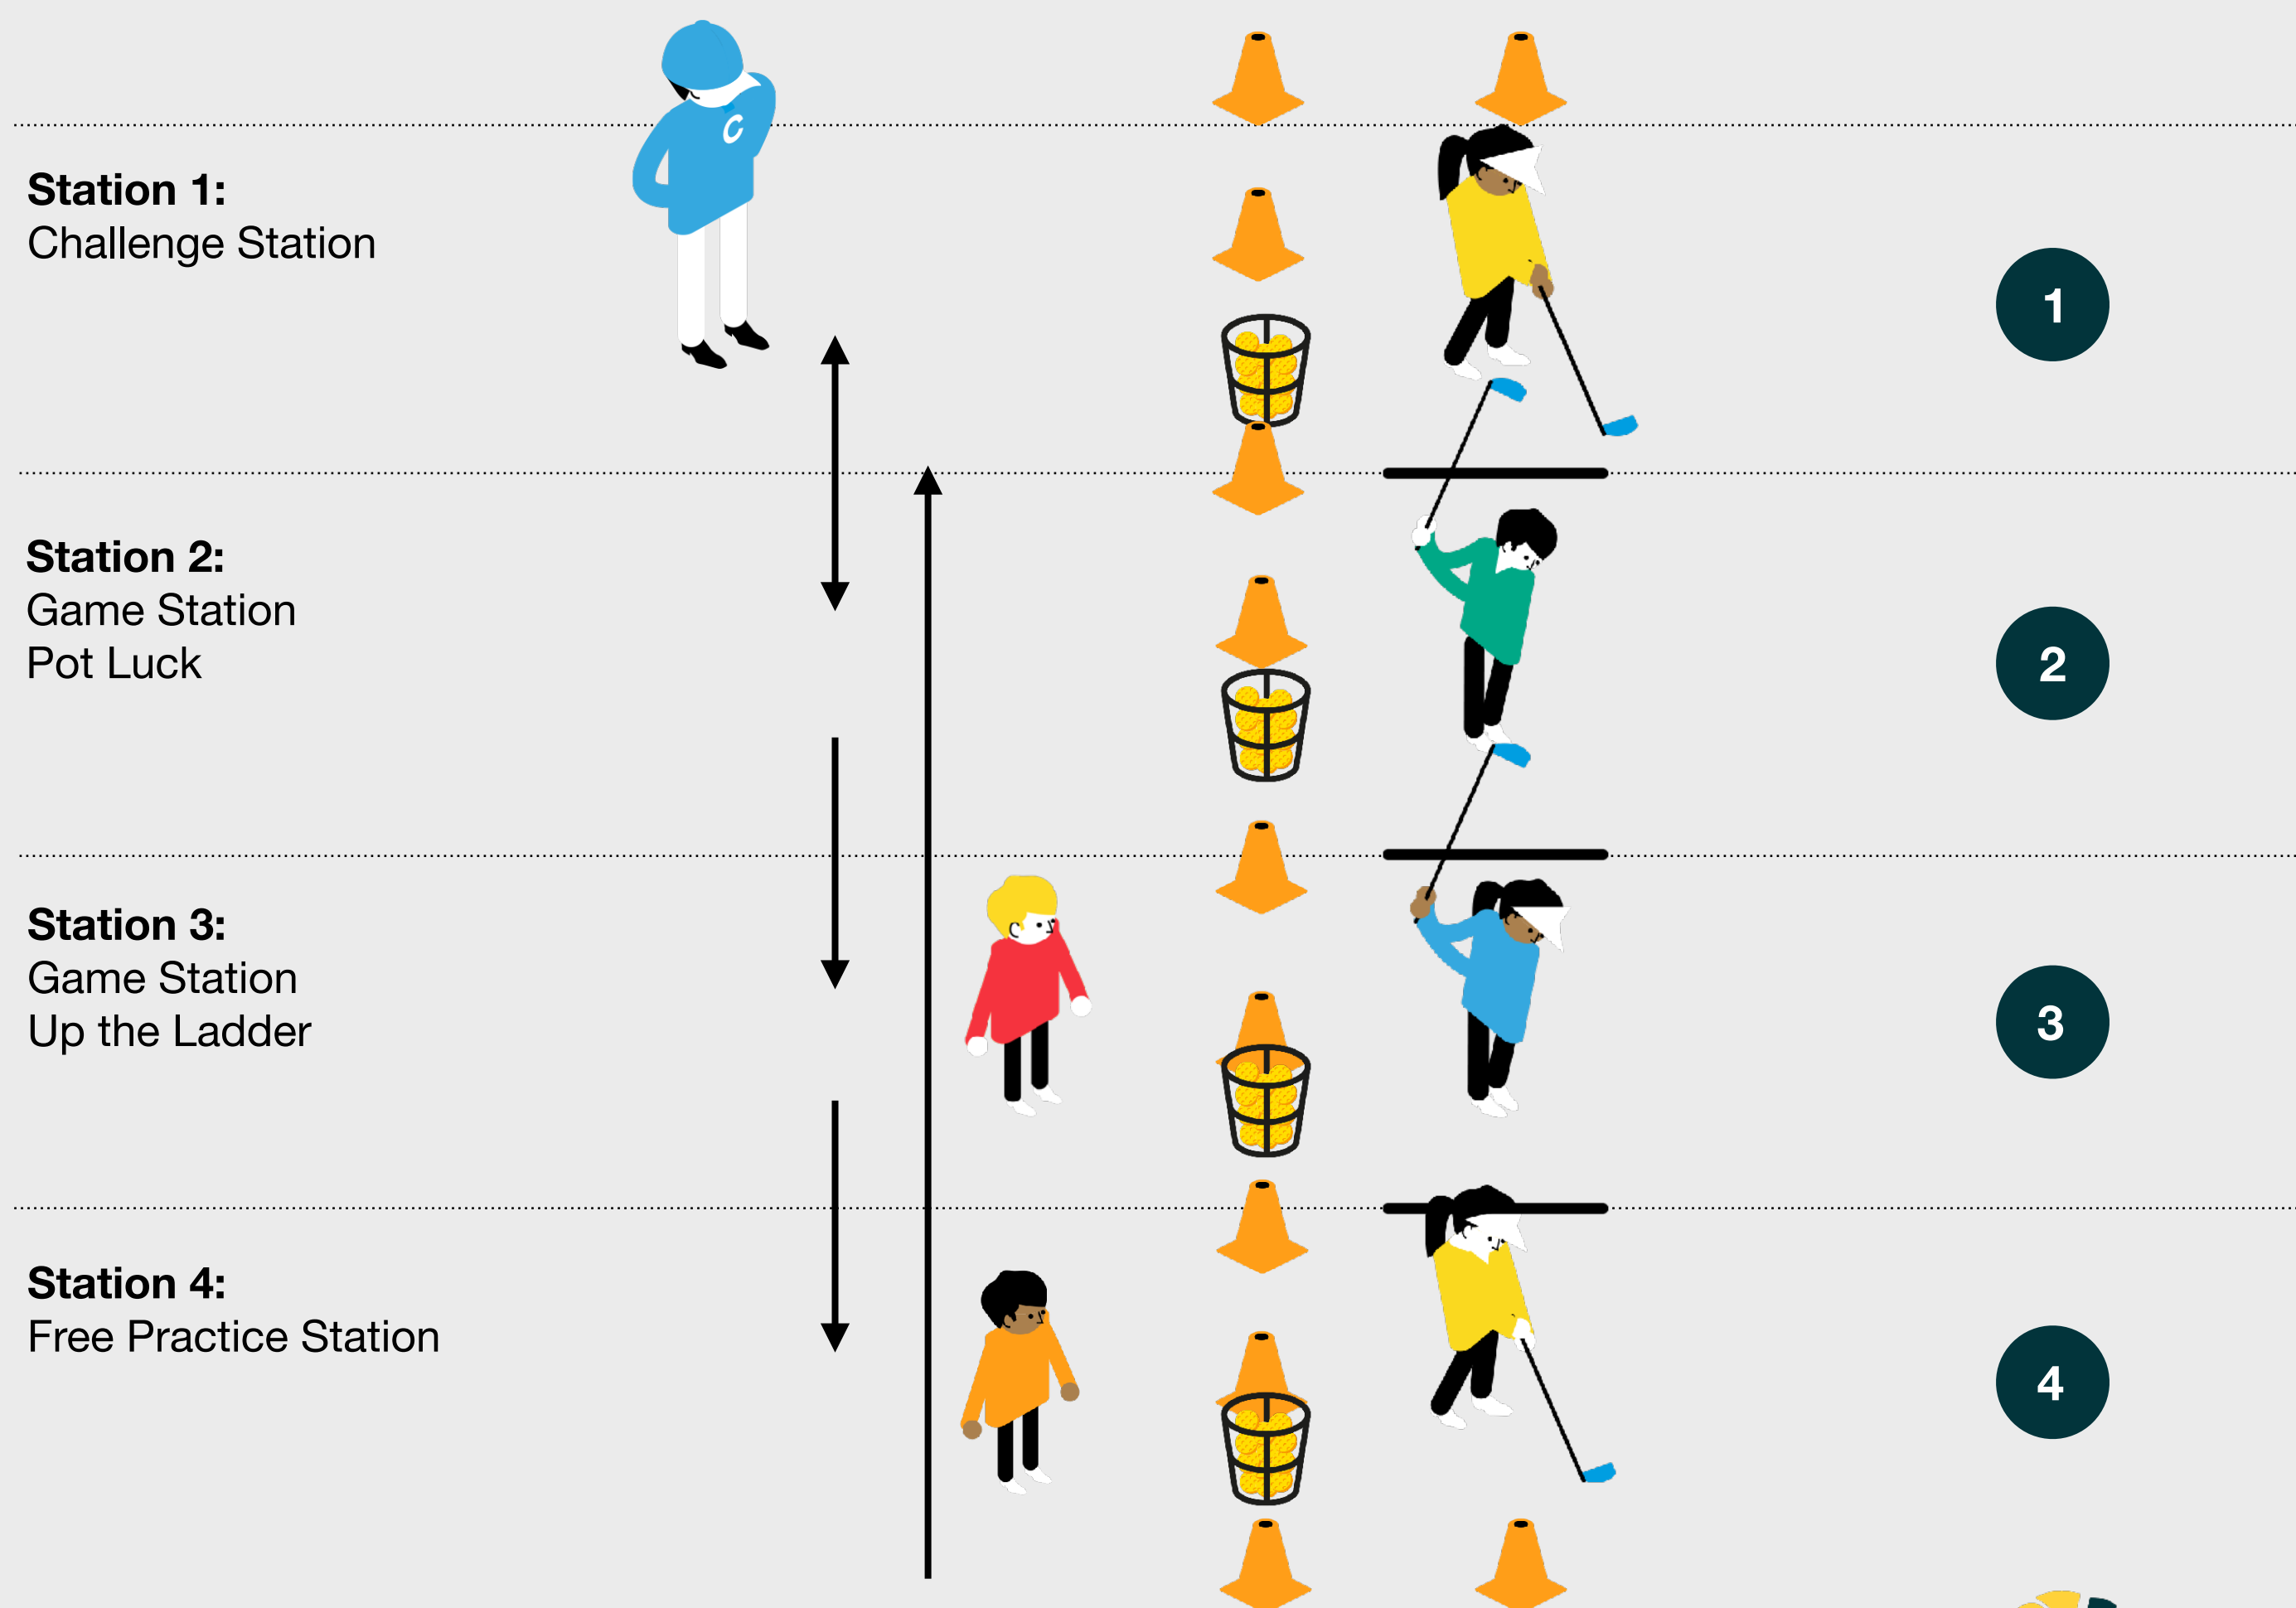 C
Station 1:
Challenge Station
1
Station 2:
Game Station
Pot Luck
2
Station 3:
Game Station
Up the Ladder
3
Station 4:
Free Practice Station
4